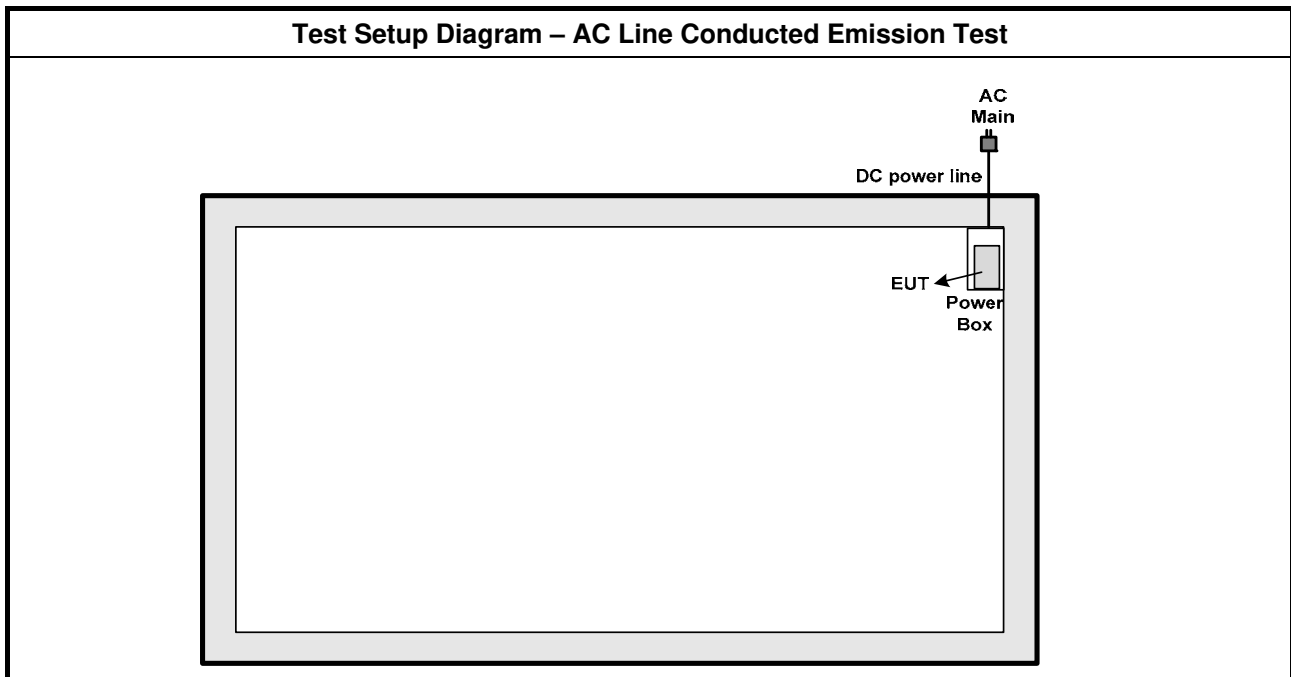 Test Setup Diagram – AC Line Conducted Emission Test
AC
Main
DC power line
EUT
Power
Box